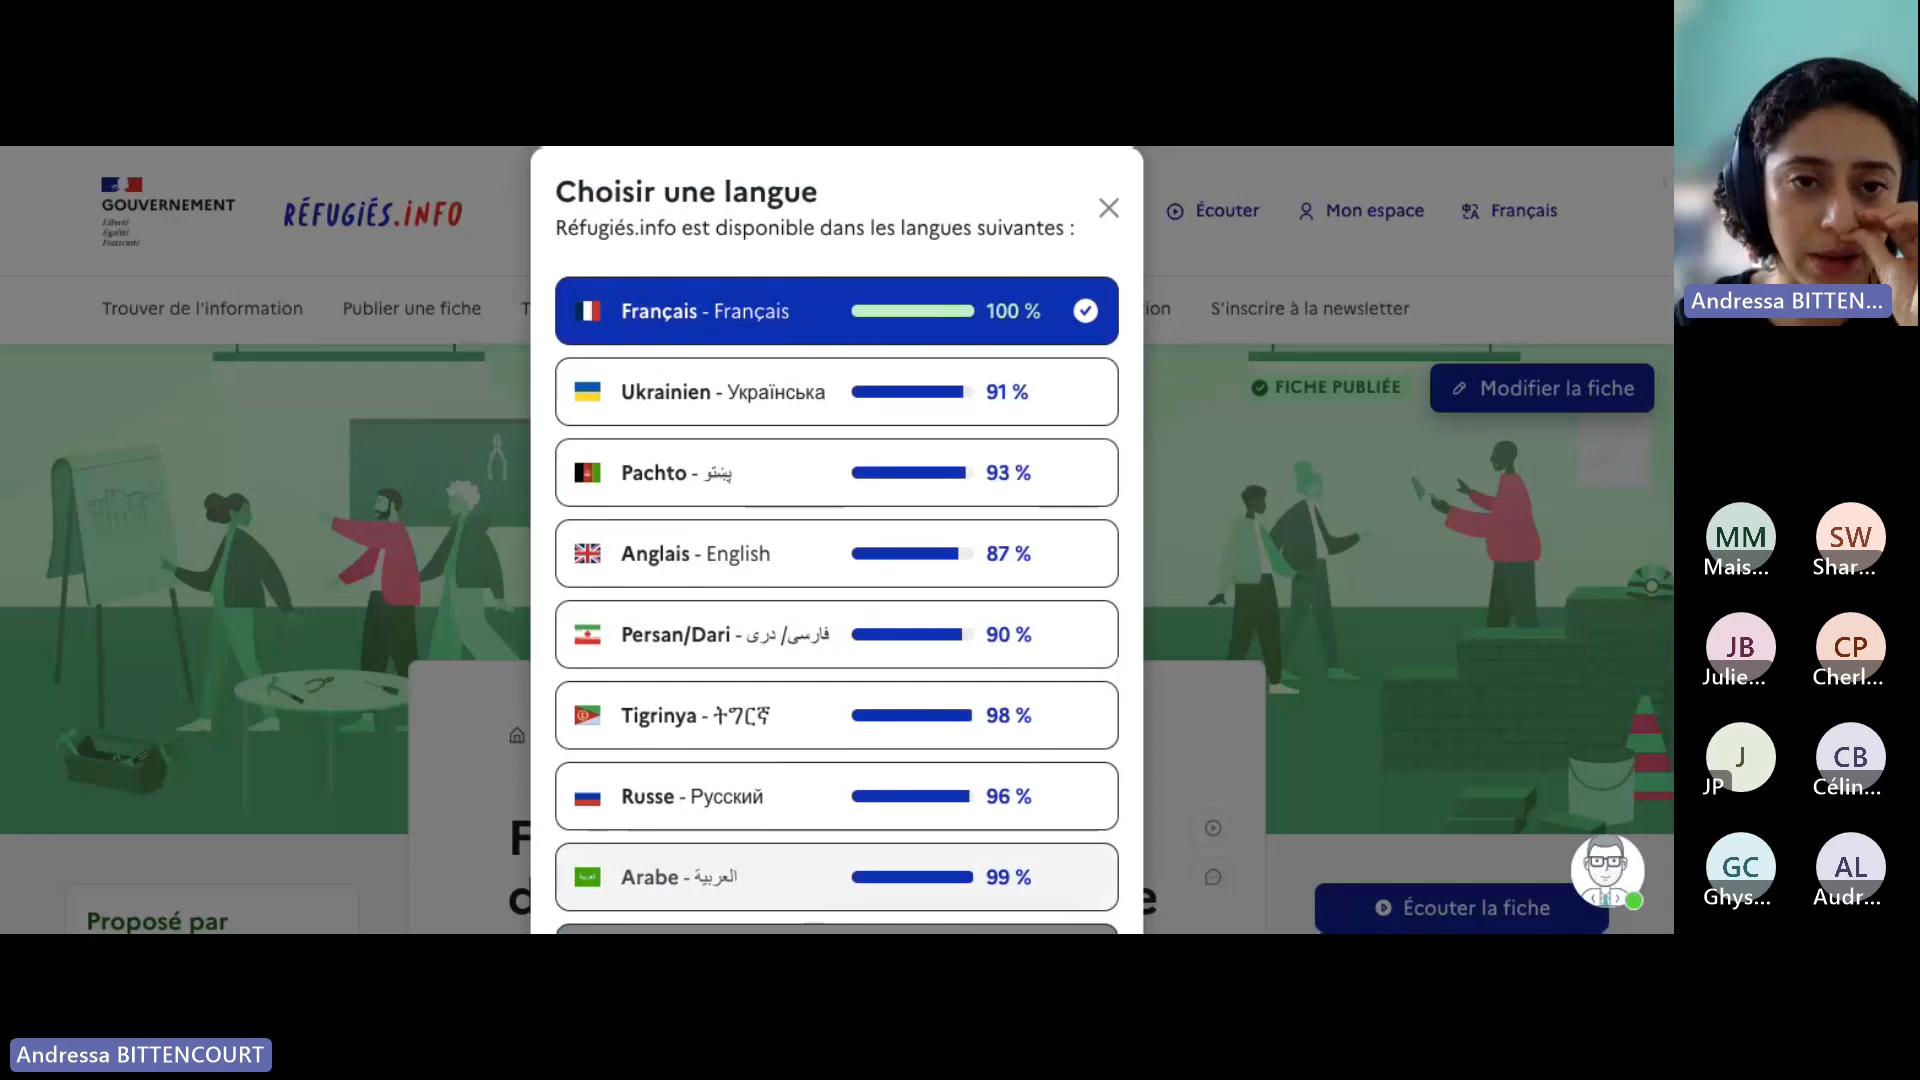 GOUVERNEMENT
Liberté
Égalité
Fraternité
RÉFUGIÉS.INFO
Écouter
Mon espace
Français
Trouver de l'information
Publier une fiche
S'inscrire à la newsletter
Choisir une langue
Réfugiés.info est disponible dans les langues suivantes :
Français - Français 100 %
Ukrainien - Українська 91 %
Pachto - پښتو 93 %
Anglais - English 87 %
Persan/Dari - فارسی/ دری 90 %
Tigrinya - ትግርኛ 98 %
Russe - Русский 96 %
Arabe - العربية 99 %
FICHE PUBLIÉE
Modifier la fiche
Proposé par
Écouter la fiche
Andressa BITTEN...
MM
Mais...
SW
Shar...
JB
Julie...
CP
Cherl...
J
JP
CB
Célin...
GC
Ghys...
AL
Audr...
Andressa BITTENCOURT